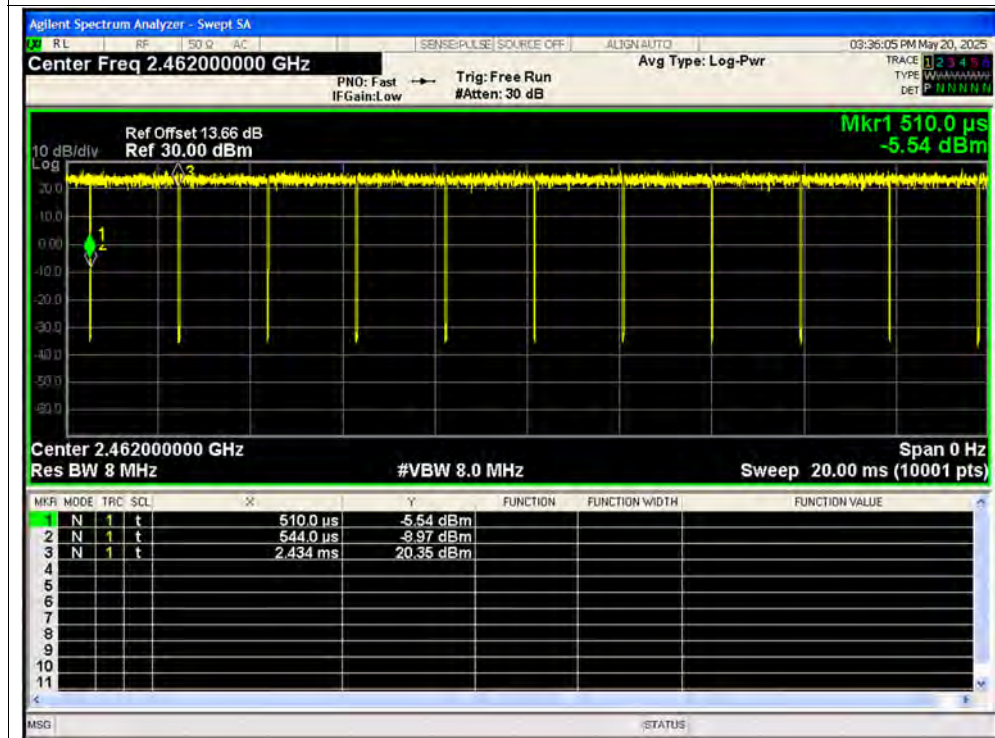 Agilent Spectrum Analyzer - Swept SA
RL RF 50 Ω AC SENSE:PULSE SOURCE OFF ALIGN AUTO 03:36:05 PM May 20, 2025
Center Freq 2.462000000 GHz
PNO: Fast
IFGain:Low
Trig: Free Run
#Atten: 30 dB
Avg Type: Log-Pwr
TRACE 1 2 3 4 5 6
TYPE W
DET P N N N N N
Mkr1 510.0 µs
-5.54 dBm
Ref Offset 13.66 dB
10 dB/div Ref 30.00 dBm
Log
20.0
10.0
0.00
-10.0
-20.0
-30.0
-40.0
-50.0
-60.0
3
1
2
Center 2.462000000 GHz Span 0 Hz
Res BW 8 MHz #VBW 8.0 MHz Sweep 20.00 ms (10001 pts)
MKR MODE TRC SCL X Y FUNCTION FUNCTION WIDTH FUNCTION VALUE
1 N 1 t 510.0 µs -5.54 dBm
2 N 1 t 544.0 µs -8.97 dBm
3 N 1 t 2.434 ms 20.35 dBm
4
5
6
7
8
9
10
11
MSG STATUS